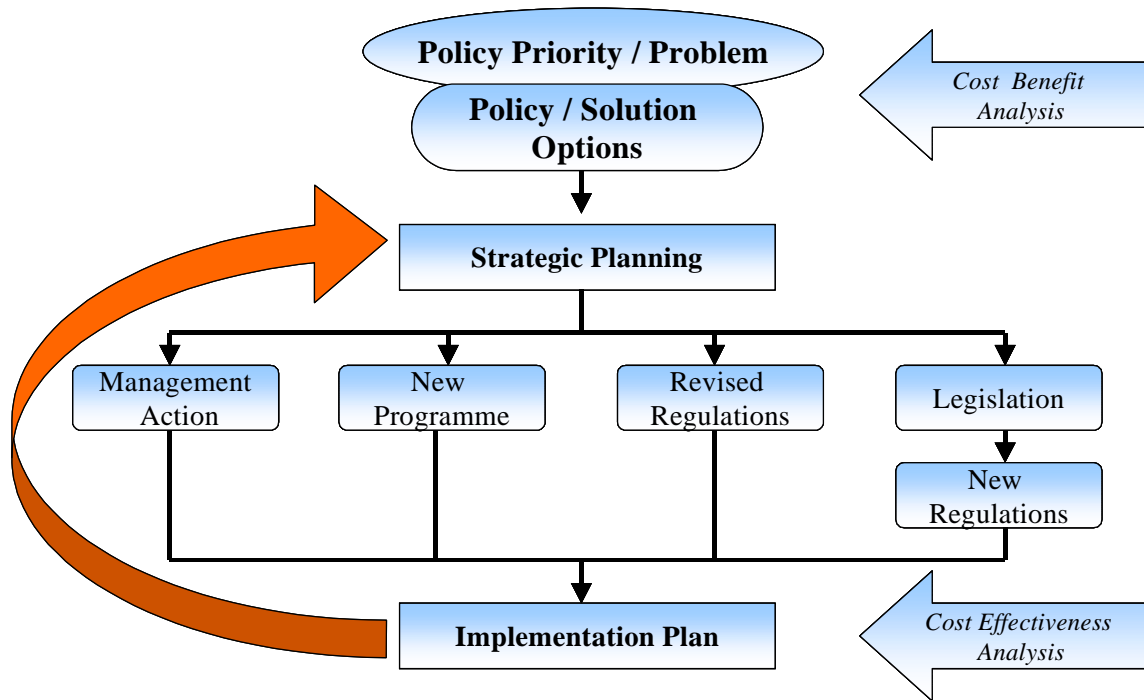 Policy Priority / Problem
Cost Benefit
Analysis
Policy / Solution
Options
Strategic Planning
Management
Action
New
Programme
Revised
Regulations
Legislation
New
Regulations
Implementation Plan
Cost Effectiveness
Analysis